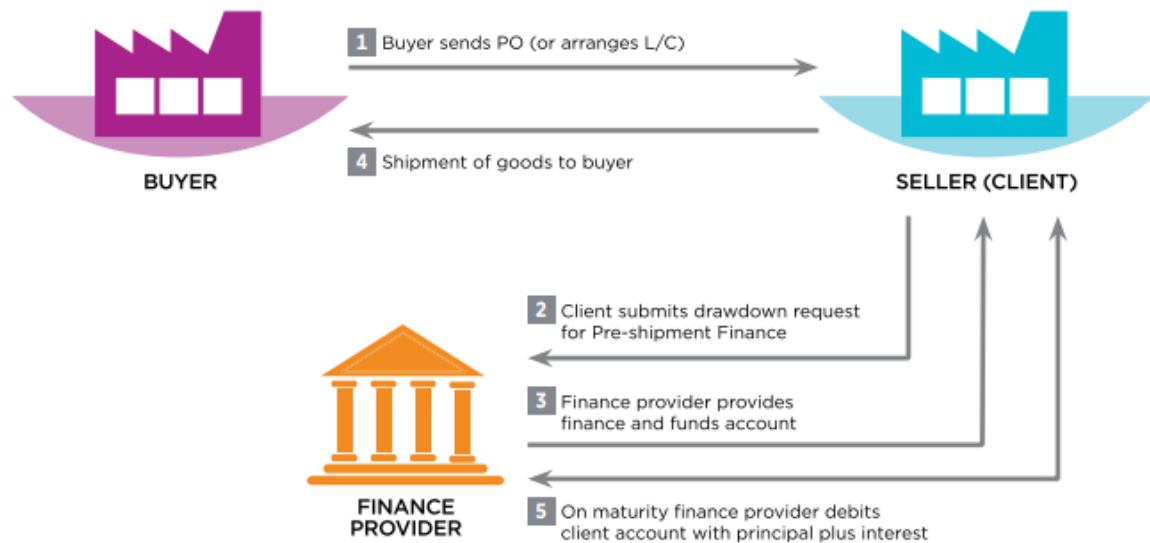 1 Buyer sends PO (or arranges L/C)
4 Shipment of goods to buyer
BUYER
SELLER (CLIENT)
2 Client submits drawdown request
for Pre-shipment Finance
3 Finance provider provides
finance and funds account
FINANCE
PROVIDER
5 On maturity finance provider debits
client account with principal plus interest